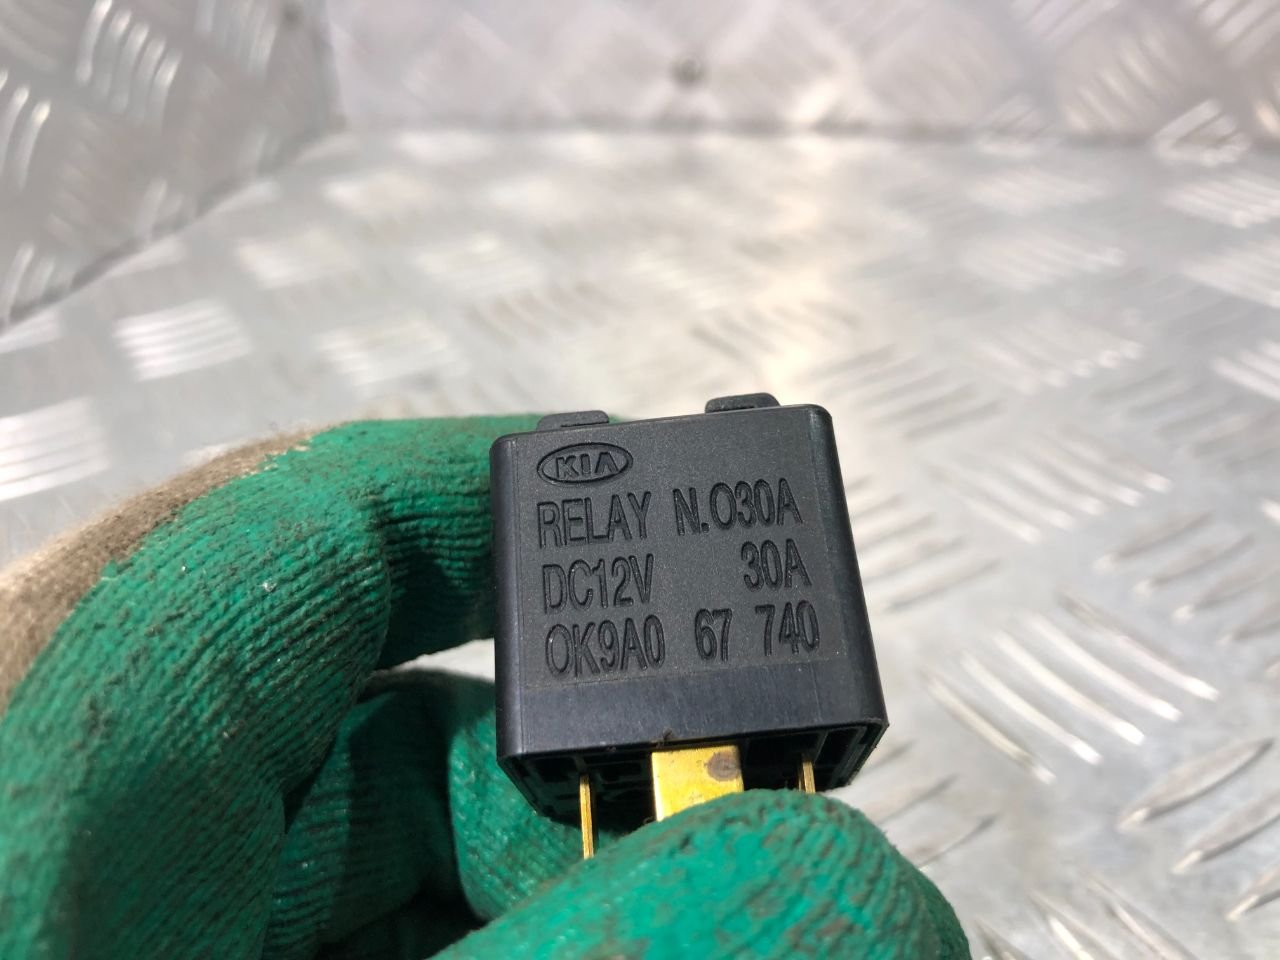 KIA
RELAY N.O30A
DC12V 30A
OK9A0 67 740